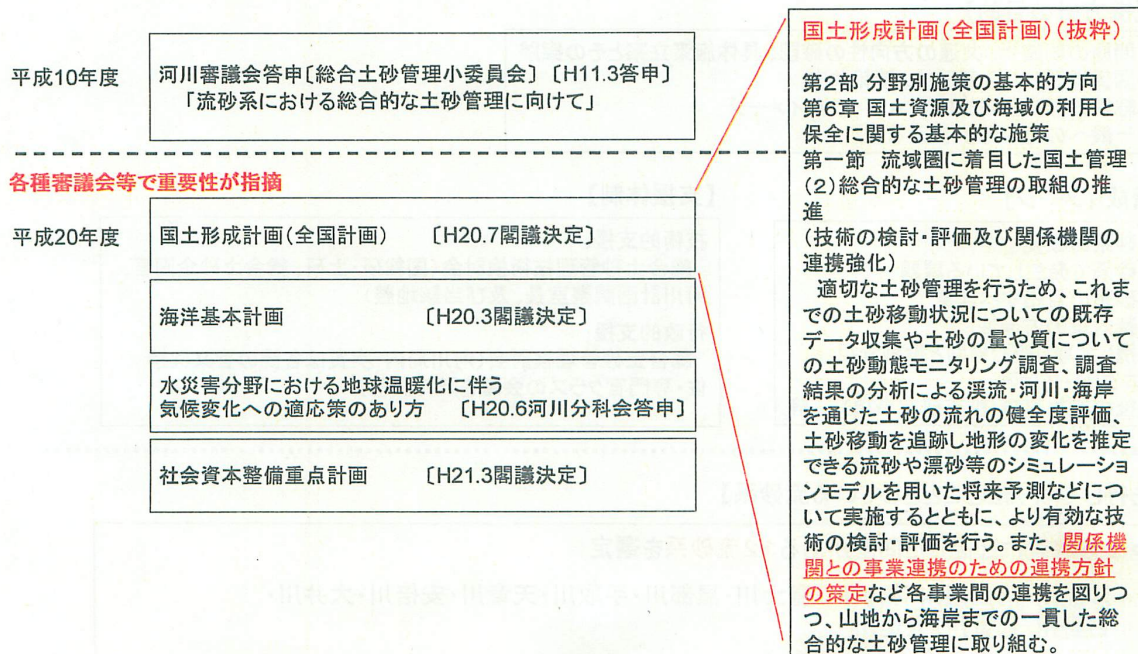 平成10年度
河川審議会答申〔総合土砂管理小委員会〕〔H11.3答申〕
「流砂系における総合的な土砂管理に向けて」
各種審議会等で重要性が指摘
平成20年度
国土形成計画(全国計画) 〔H20.7閣議決定〕
海洋基本計画 〔H20.3閣議決定〕
水災害分野における地球温暖化に伴う
気候変化への適応策のあり方 〔H20.6河川分科会答申〕
社会資本整備重点計画 〔H21.3閣議決定〕
国土形成計画(全国計画)(抜粋)
第2部 分野別施策の基本的方向
第6章 国土資源及び海域の利用と
保全に関する基本的な施策
第一節 流域圏に着目した国土管理
(2)総合的な土砂管理の取組の推
進
(技術の検討・評価及び関係機関の
連携強化)
適切な土砂管理を行うため、これま
での土砂移動状況についての既存
データ収集や土砂の量や質について
の土砂動態モニタリング調査、調査
結果の分析による渓流・河川・海岸
を通じた土砂の流れの健全度評価、
土砂移動を追跡し地形の変化を推定
できる流砂や漂砂等のシミュレーショ
ンモデルを用いた将来予測などにつ
いて実施するとともに、より有効な技
術の検討・評価を行う。また、関係機
関との事業連携のための連携方針
の策定など各事業間の連携を図りつ
つ、山地から海岸までの一貫した総
合的な土砂管理に取り組む。